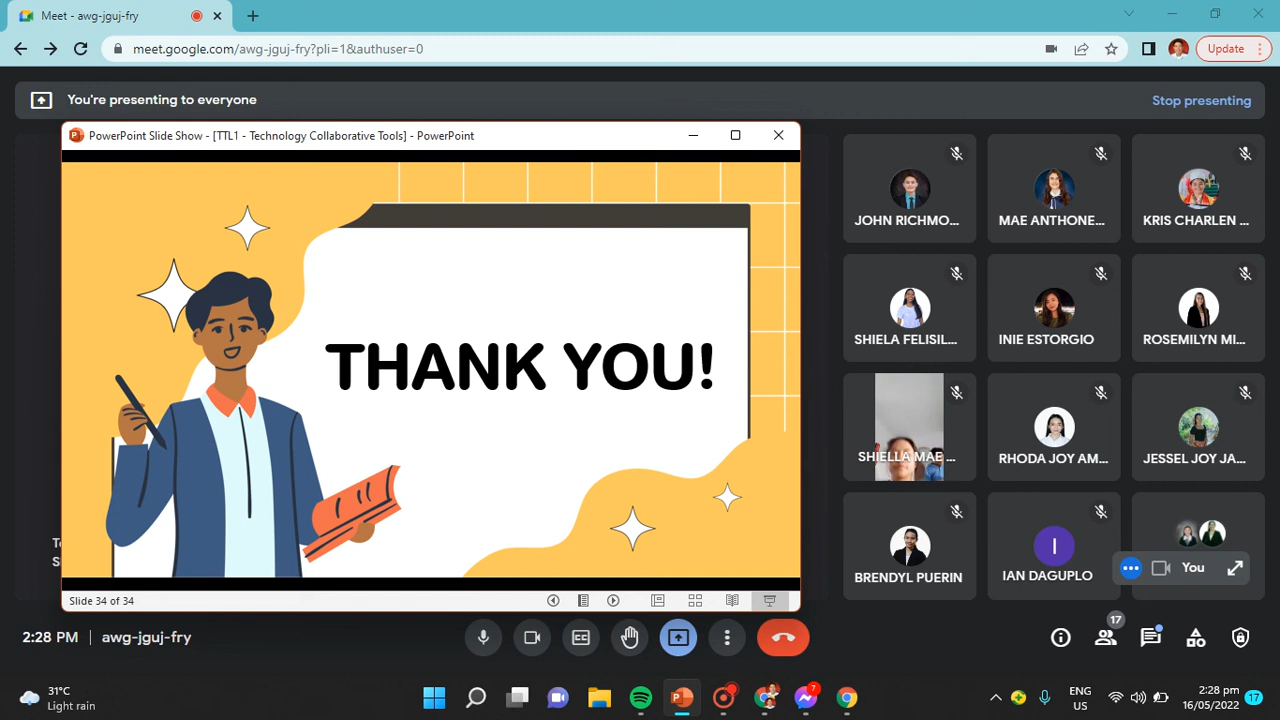 Meet - awg-jguj-fry
meet.google.com/awg-jguj-fry?pli=1&authuser=0
Update
You're presenting to everyone
Stop presenting
PowerPoint Slide Show - [TTL1 - Technology Collaborative Tools] - PowerPoint
THANK YOU!
Slide 34 of 34
JOHN RICHMO...
MAE ANTHONE...
KRIS CHARLEN ...
SHIELA FELISIL...
INIE ESTORGIO
ROSEMILYN MI...
SHIELLA MAE ...
RHODA JOY AM...
JESSEL JOY JA...
BRENDYL PUERIN
I
IAN DAGUPLO
You
2:28 PM
awg-jguj-fry
CC
17
31°C
Light rain
7
ENG
US
2:28 pm
16/05/2022
17